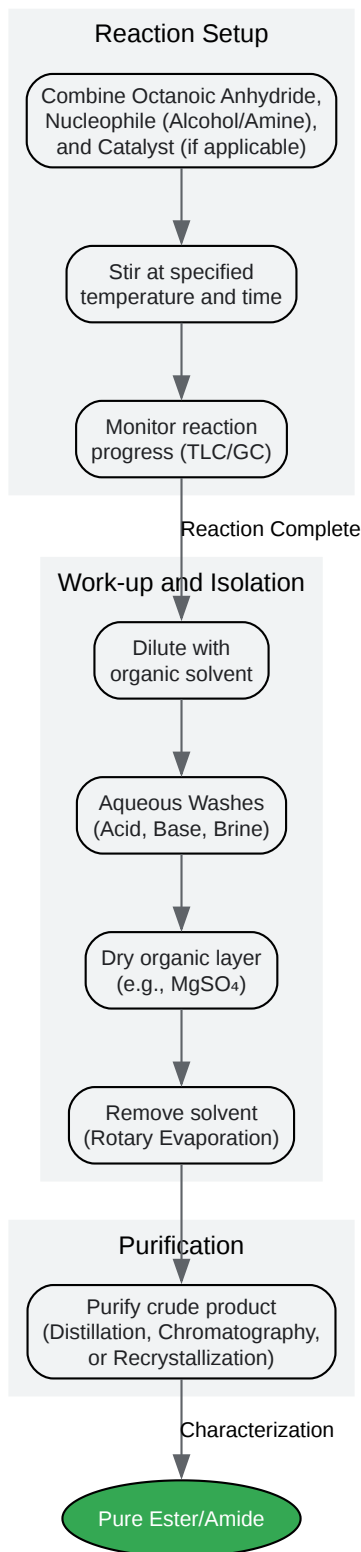 Reaction Setup
Combine Octanoic Anhydride,
Nucleophile (Alcohol/Amine),
and Catalyst (if applicable)
Stir at specified
temperature and time
Monitor reaction
progress (TLC/GC)
Reaction Complete
Work-up and Isolation
Dilute with
organic solvent
Aqueous Washes
(Acid, Base, Brine)
Dry organic layer
(e.g., MgSO₄)
Remove solvent
(Rotary Evaporation)
Purification
Purify crude product
(Distillation, Chromatography,
or Recrystallization)
Characterization
Pure Ester/Amide